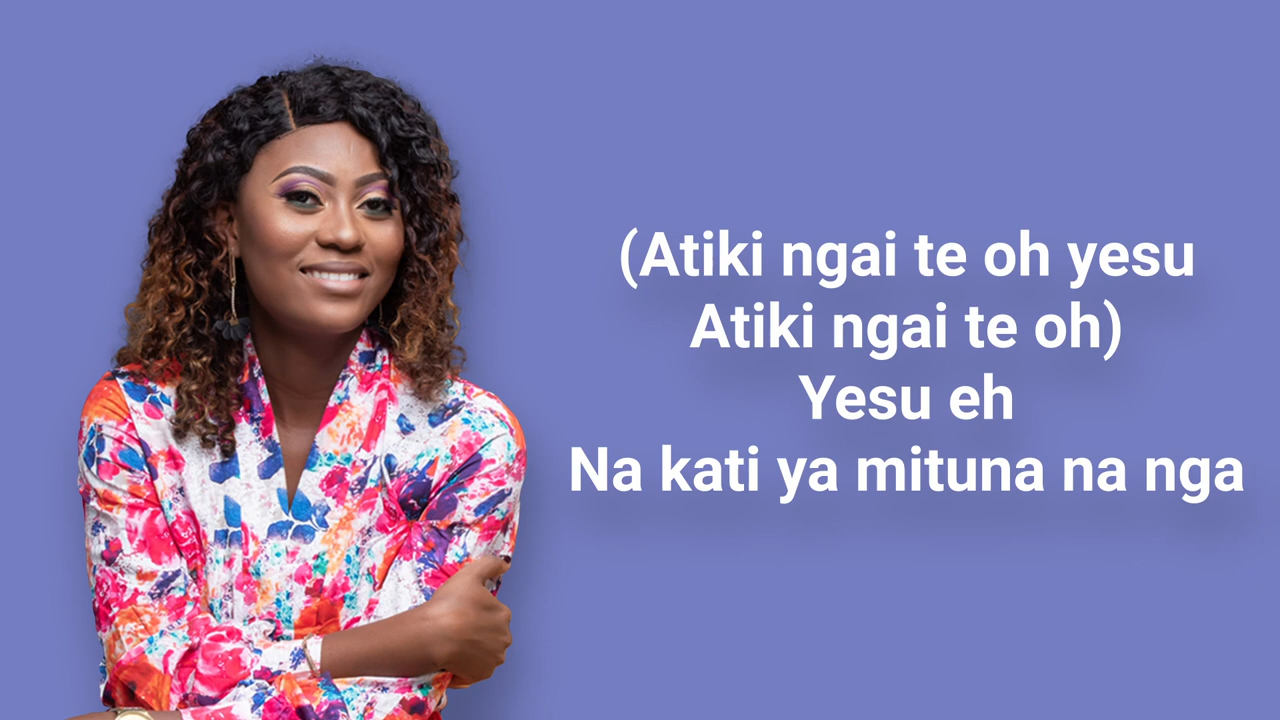 (Atiki ngai te oh yesu
Atiki ngai te oh)
Yesu eh
Na kati ya mituna na nga